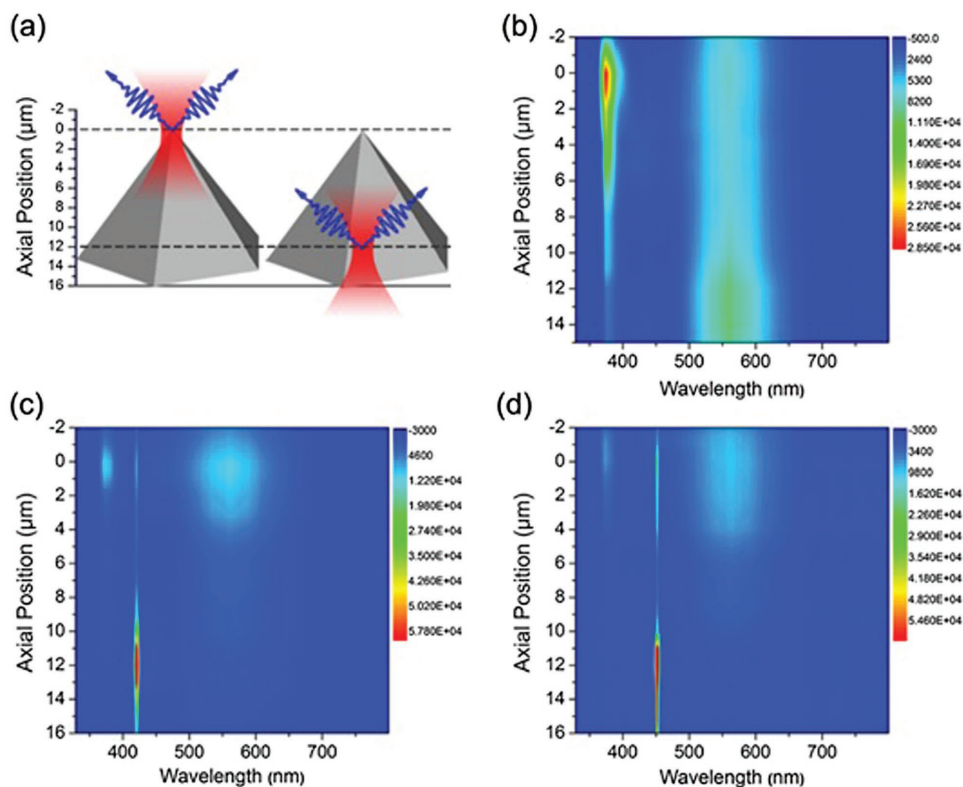 (a)
Axial Position (µm)
-2
0
2
4
6
8
10
12
14
16
(b)
Axial Position (µm)
-2
0
2
4
6
8
10
12
14
400 500 600 700
Wavelength (nm)
-500.0
2400
5300
8200
1.110E+04
1.400E+04
1.690E+04
1.980E+04
2.270E+04
2.560E+04
2.850E+04
(c)
Axial Position (µm)
-2
0
2
4
6
8
10
12
14
16
400 500 600 700
Wavelength (nm)
-3000
4600
1.220E+04
1.980E+04
2.740E+04
3.500E+04
4.260E+04
5.020E+04
5.780E+04
(d)
Axial Position (µm)
-2
0
2
4
6
8
10
12
14
16
400 500 600 700
Wavelength (nm)
-3000
3400
9800
1.620E+04
2.260E+04
2.900E+04
3.540E+04
4.180E+04
4.820E+04
5.460E+04